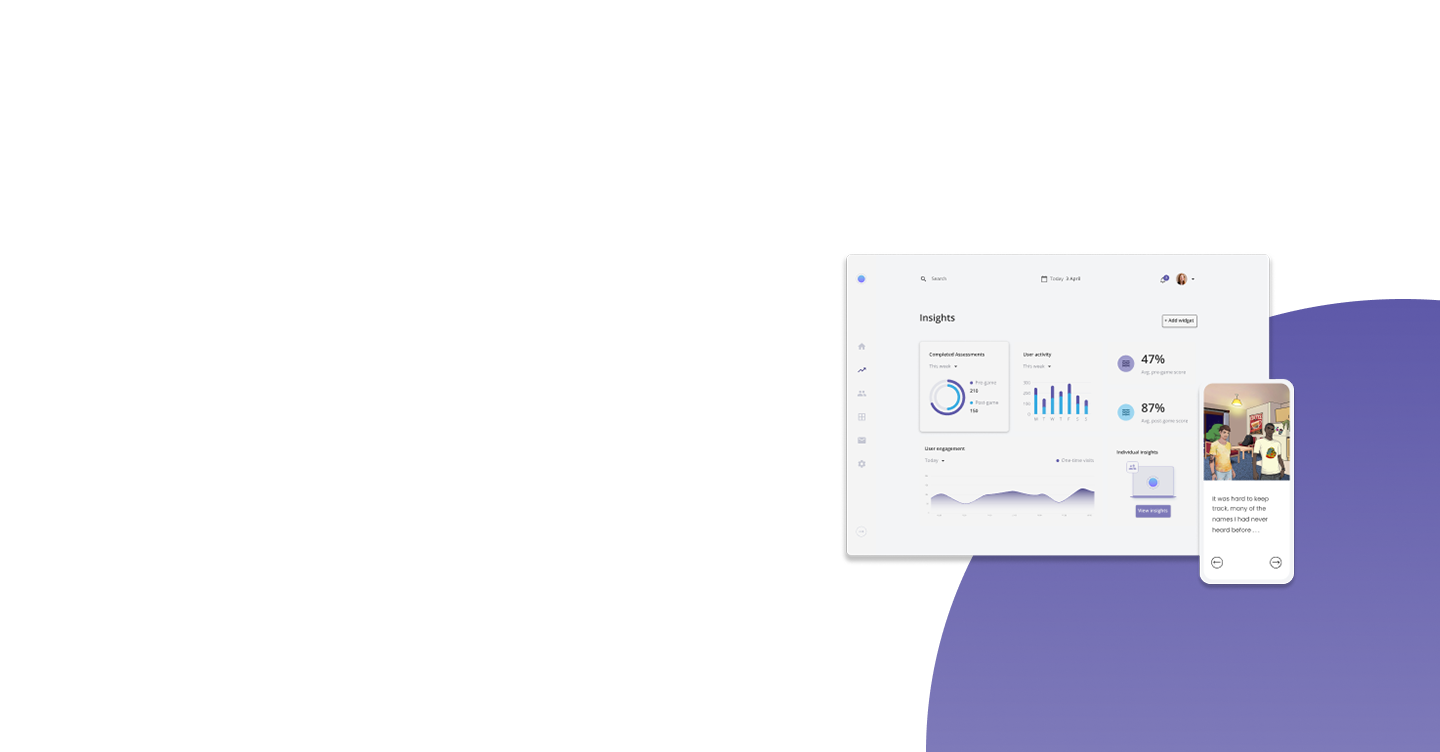 Search
Today 3 April
Insights
+ Add widget
Completed Assessments
This week
Pre game
Post game
User activity
This week
M T W T F S S
47%
Avg. pre-game score
87%
Avg. post-game score
User engagement
Today
One-time visits
Individual insights
View insights
It was hard to keep
track, many of the
names I had never
heard before ....